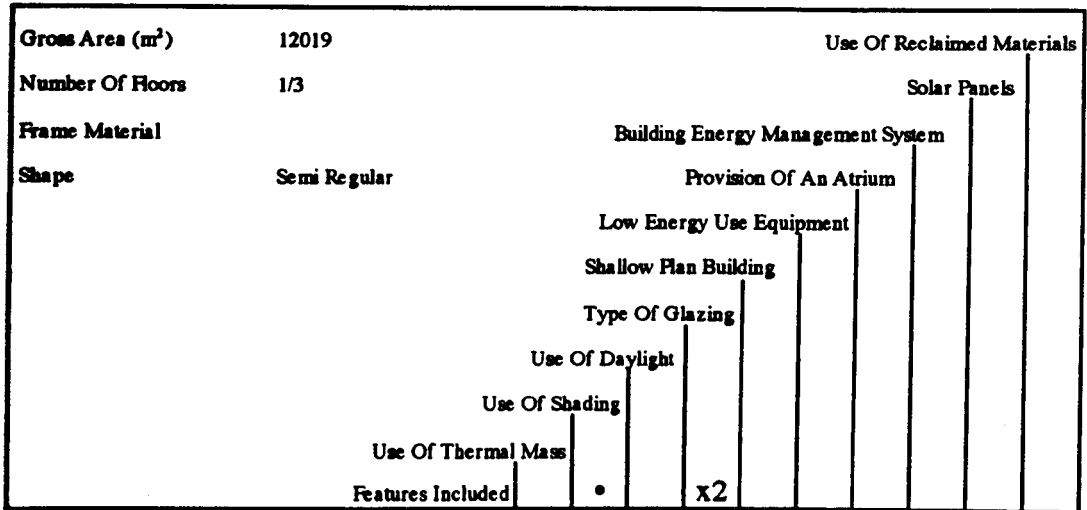 Gross Area (m²) 12019 Use Of Reclaimed Materials
Number Of Floors 1/3 Solar Panels
Frame Material Building Energy Management System
Shape Semi Regular Provision Of An Atrium
Low Energy Use Equipment
Shallow Plan Building
Type Of Glazing
Use Of Daylight
Use Of Shading
Use Of Thermal Mass
Features Included • x2